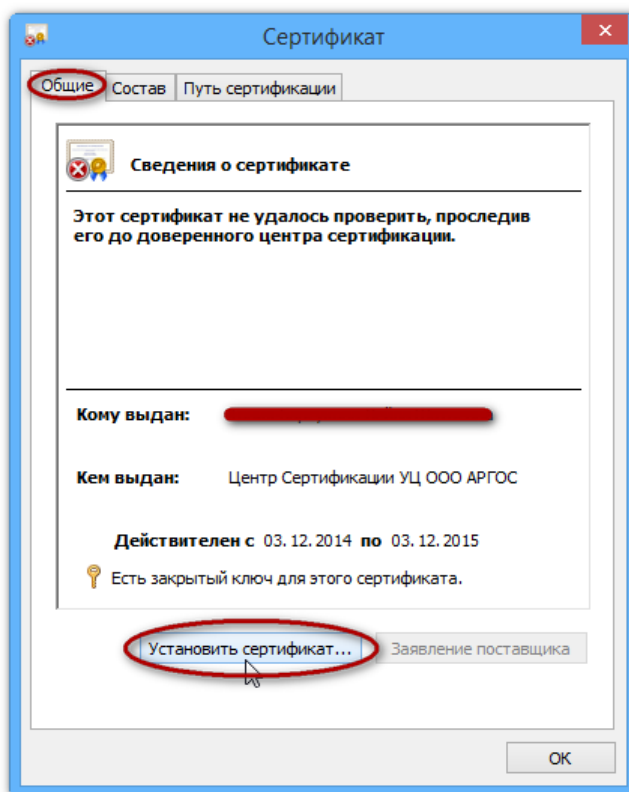 Сертификат
Общие Состав Путь сертификации
Сведения о сертификате
Этот сертификат не удалось проверить, проследив
его до доверенного центра сертификации.
Кому выдан:
Кем выдан: Центр Сертификации УЦ ООО АРГОС
Действителен с 03.12.2014 по 03.12.2015
Есть закрытый ключ для этого сертификата.
Установить сертификат... Заявление поставщика
ОК